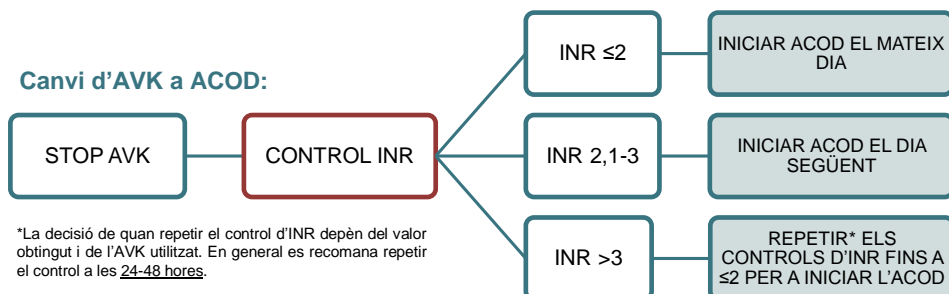 Canvi d'AVK a ACOD:
STOP AVK
CONTROL INR
INR ≤2
INICIAR ACOD EL MATEIX
DIA
INR 2,1-3
INICIAR ACOD EL DIA
SEGÜENT
INR >3
REPETIR* ELS
CONTROLS D'INR FINS A
≤2 PER A INICIAR L'ACOD
*La decisió de quan repetir el control d'INR depèn del valor
obtingut i de l'AVK utilitzat. En general es recomana repetir
el control a les 24-48 hores.